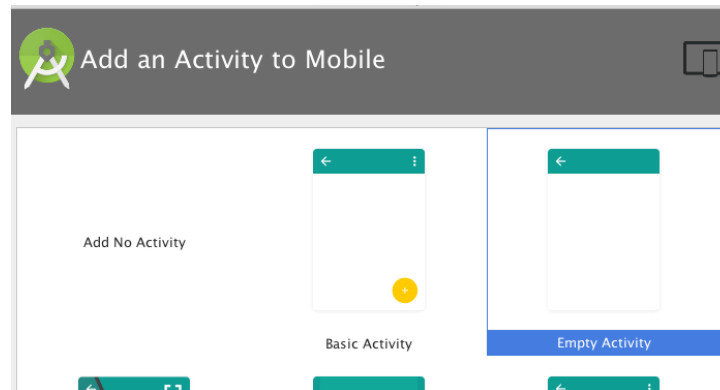 Add an Activity to Mobile
Add No Activity
Basic Activity
Empty Activity